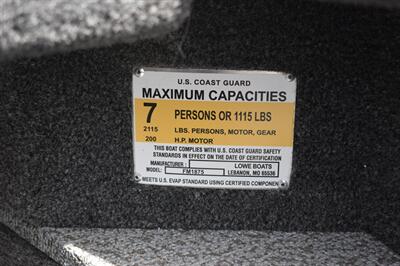 U.S. COAST GUARD
MAXIMUM CAPACITIES
7 PERSONS OR 1115 LBS
2115 LBS. PERSONS, MOTOR, GEAR
200 H.P. MOTOR
THIS BOAT COMPLIES WITH U.S. COAST GUARD SAFETY
STANDARDS IN EFFECT ON THE DATE OF CERTIFICATION
MANUFACTURER: LOWE BOATS
MODEL: FM1875 LEBANON, MO 65536
MEETS U.S. EVAP STANDARD USING CERTIFIED COMPONENTS